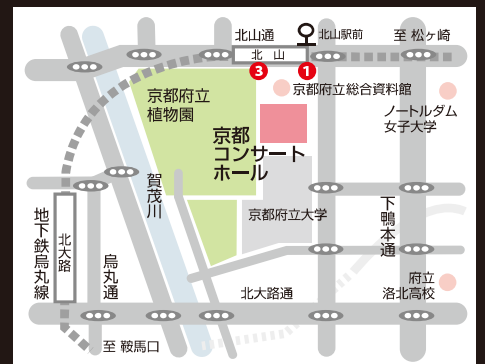 北山通
北山駅前
至 松ヶ崎
北 山
3
1
京都府立総合資料館
京都府立
植物園
ノートルダム
女子大学
京都
コンサート
ホール
賀茂川
京都府立大学
下鴨本通
地下鉄烏丸線
北大路
烏丸通
府立
洛北高校
北大路通
至 鞍馬口